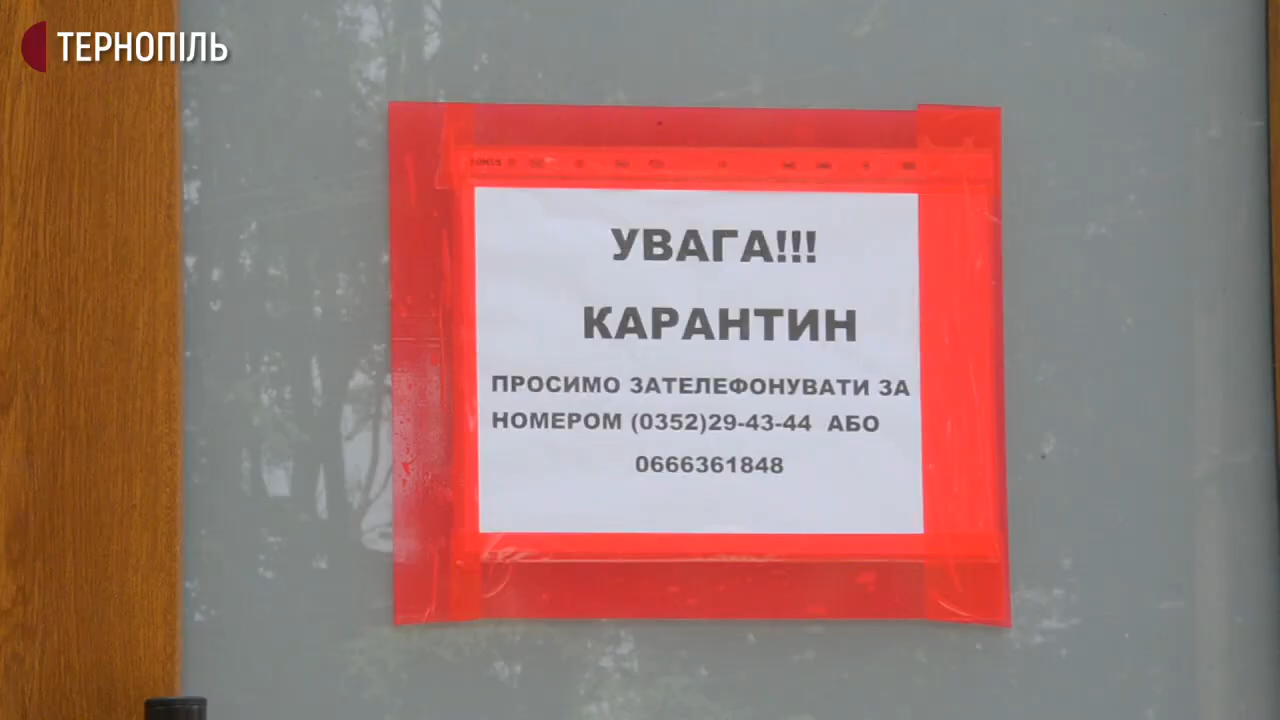 ТЕРНОПІЛЬ
УВАГА!!!
КАРАНТИН
ПРОСИМО ЗАТЕЛЕФОНУВАТИ ЗА
НОМЕРОМ (0352)29-43-44 АБО
0666361848